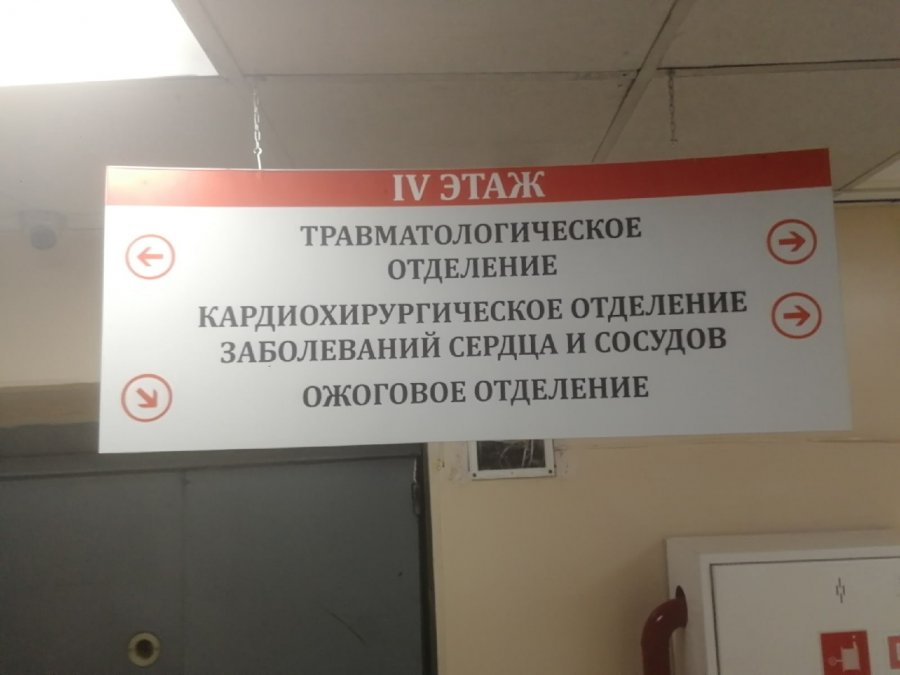 IV ЭТАЖ
ТРАВМАТОЛОГИЧЕСКОЕ
ОТДЕЛЕНИЕ
КАРДИОХИРУРГИЧЕСКОЕ ОТДЕЛЕНИЕ
ЗАБОЛЕВАНИЙ СЕРДЦА И СОСУДОВ
ОЖОГОВОЕ ОТДЕЛЕНИЕ